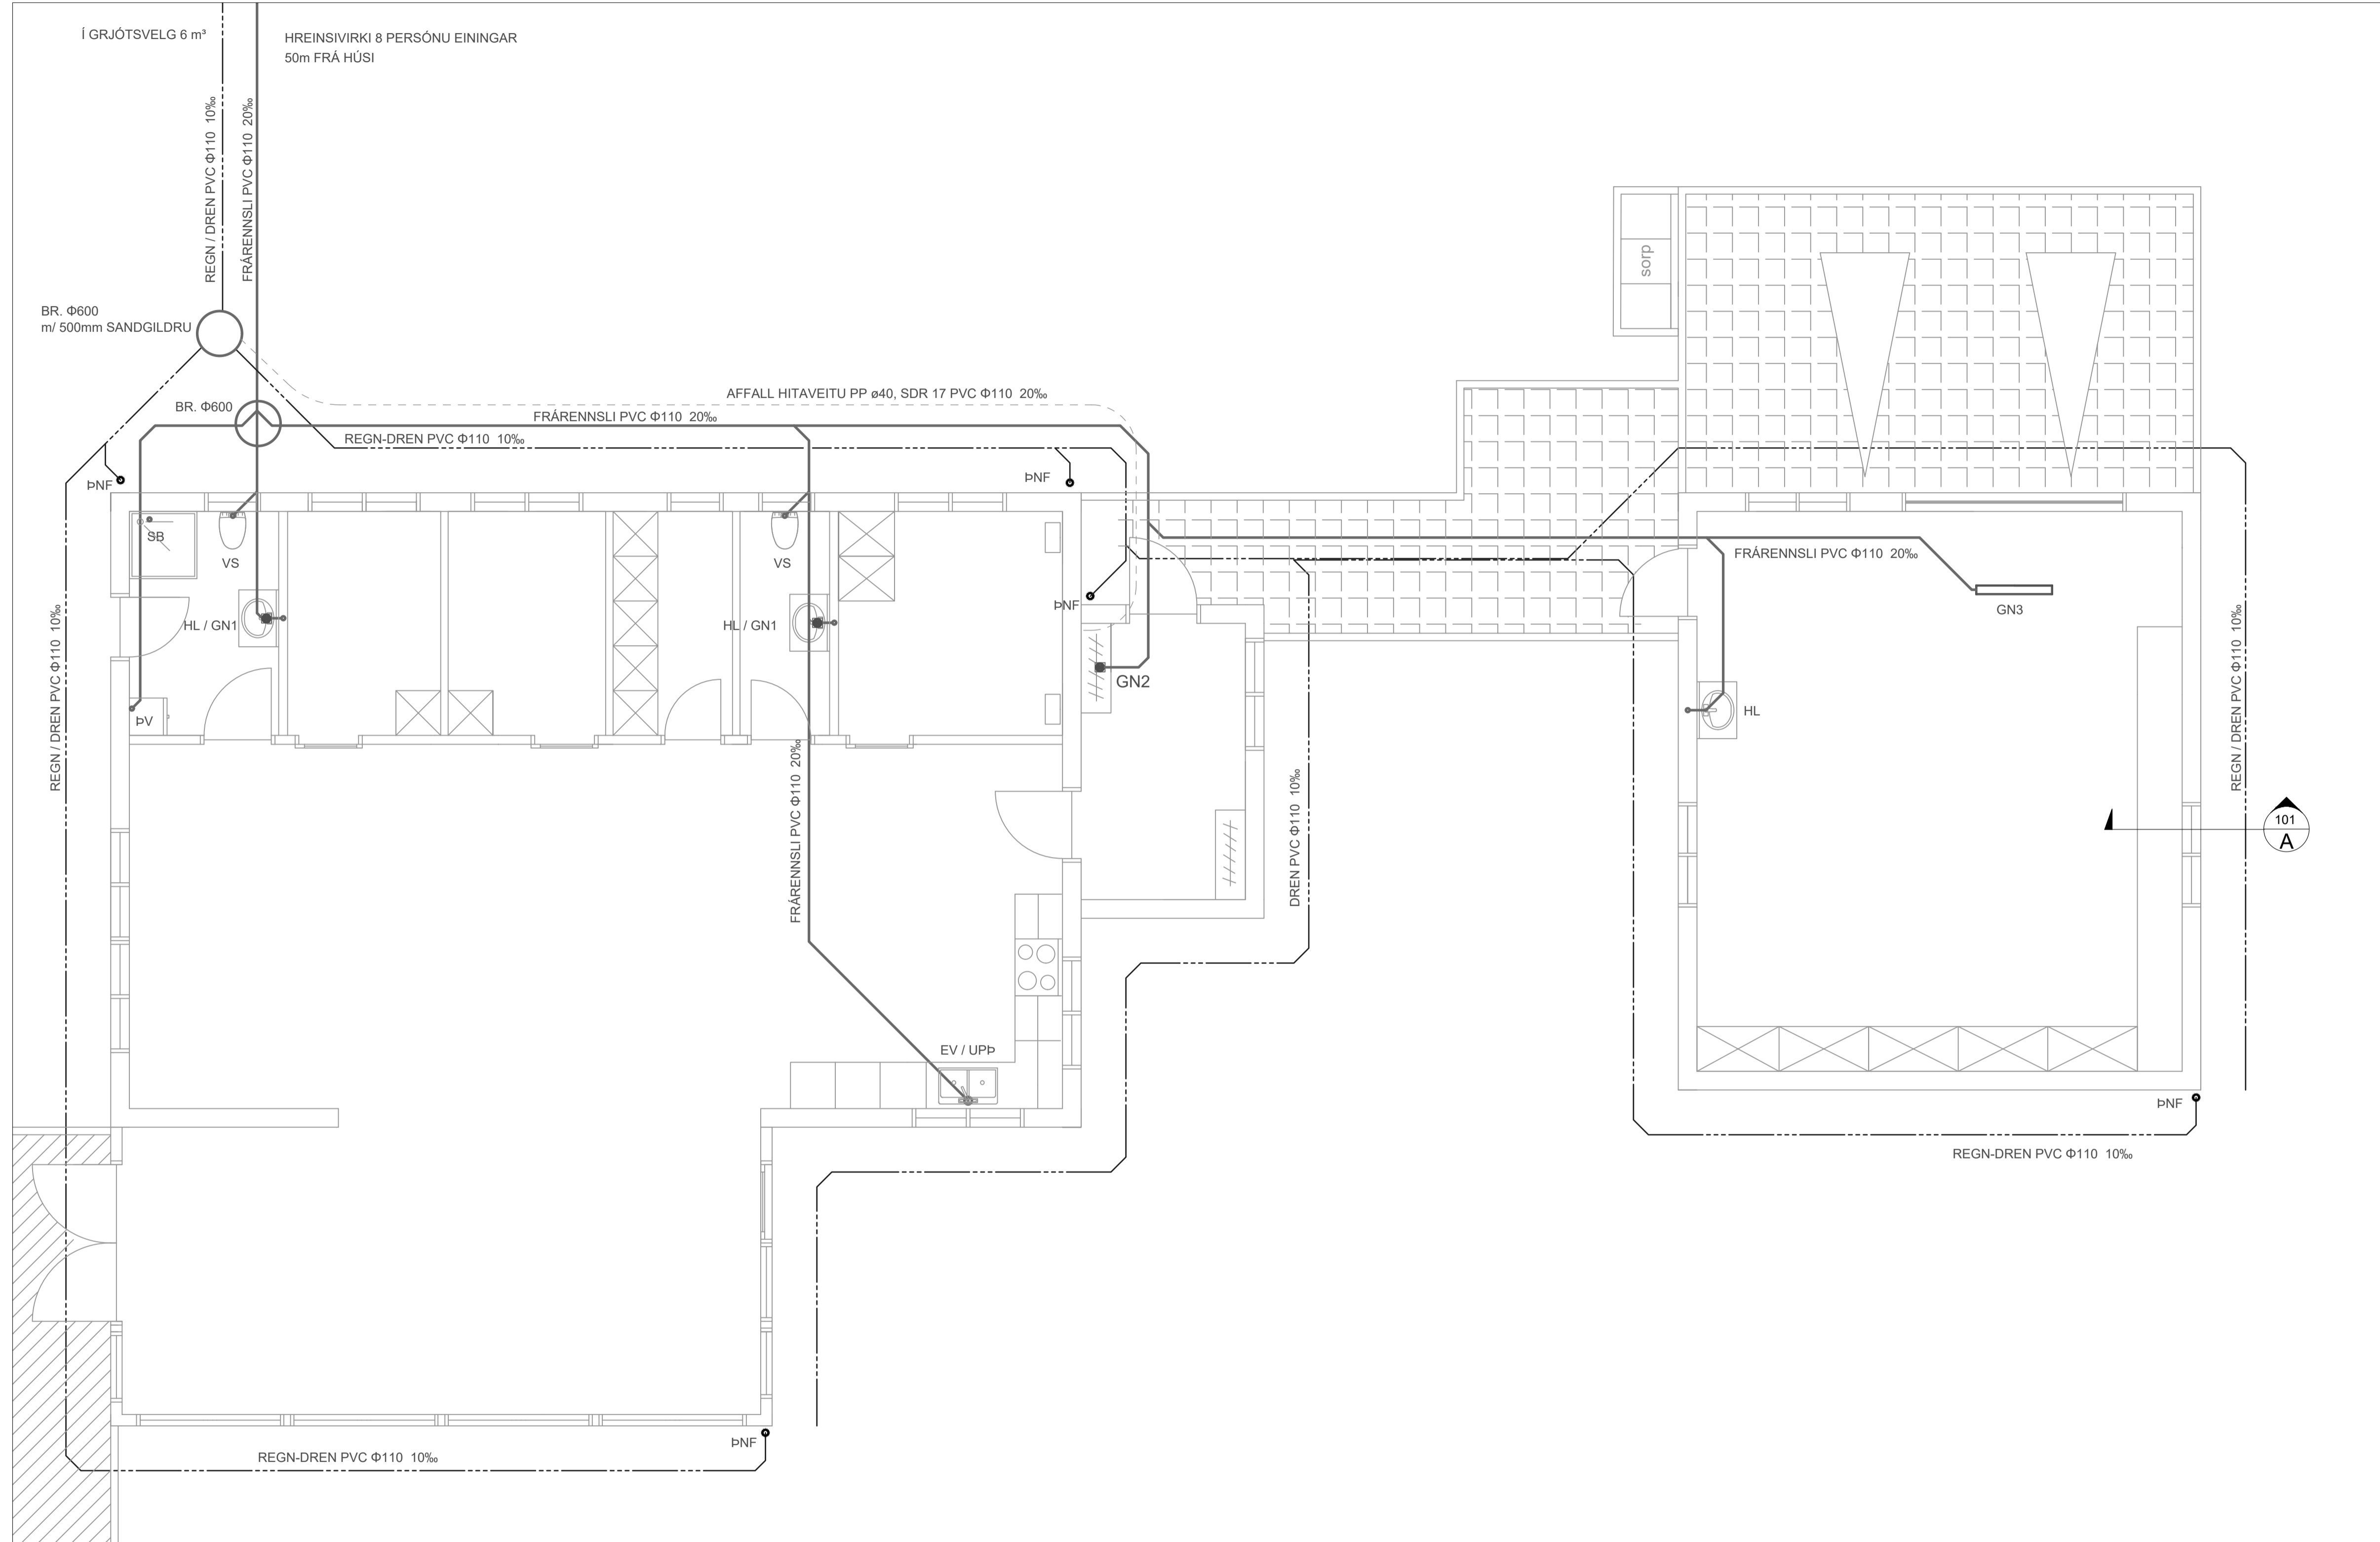 Í GRJÓTSVELG 6 m³
HREINSIVIRKI 8 PERSÓNU EININGAR
50m FRÁ HÚSI
REGN / DREN PVC Φ110 10‰
FRÁRENNSLI PVC Φ110 20‰
sorp
BR. Φ600
m/ 500mm SANDGILDRU
AFFALL HITAVEITU PP ø40, SDR 17 PVC Φ110 20‰
BR. Φ600
FRÁRENNSLI PVC Φ110 20‰
REGN-DREN PVC Φ110 10‰
ÞNF
ÞNF
SB
VS
VS
FRÁRENNSLI PVC Φ110 20‰
ÞNF
GN3
HL / GN1
HL / GN1
GN2
REGN / DREN PVC Φ110 10‰
REGN / DREN PVC Φ110 10‰
ÞV
HL
FRÁRENNSLI PVC Φ110 20‰
DREN PVC Φ110 10‰
101
A
EV / UPÞ
ÞNF
REGN-DREN PVC Φ110 10‰
ÞNF
REGN-DREN PVC Φ110 10‰